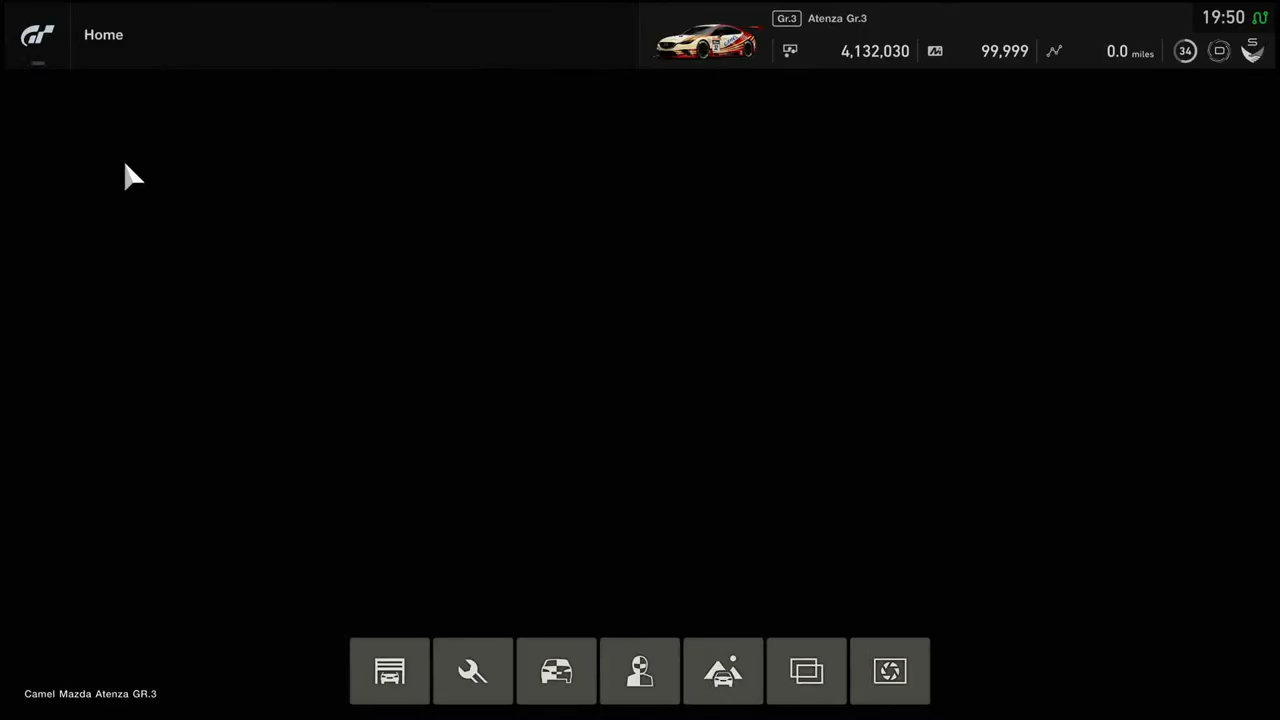 Home
Gr.3 Atenza Gr.3
19:50
4,132,030
99,999
0.0 miles
34
S
Camel Mazda Atenza GR.3